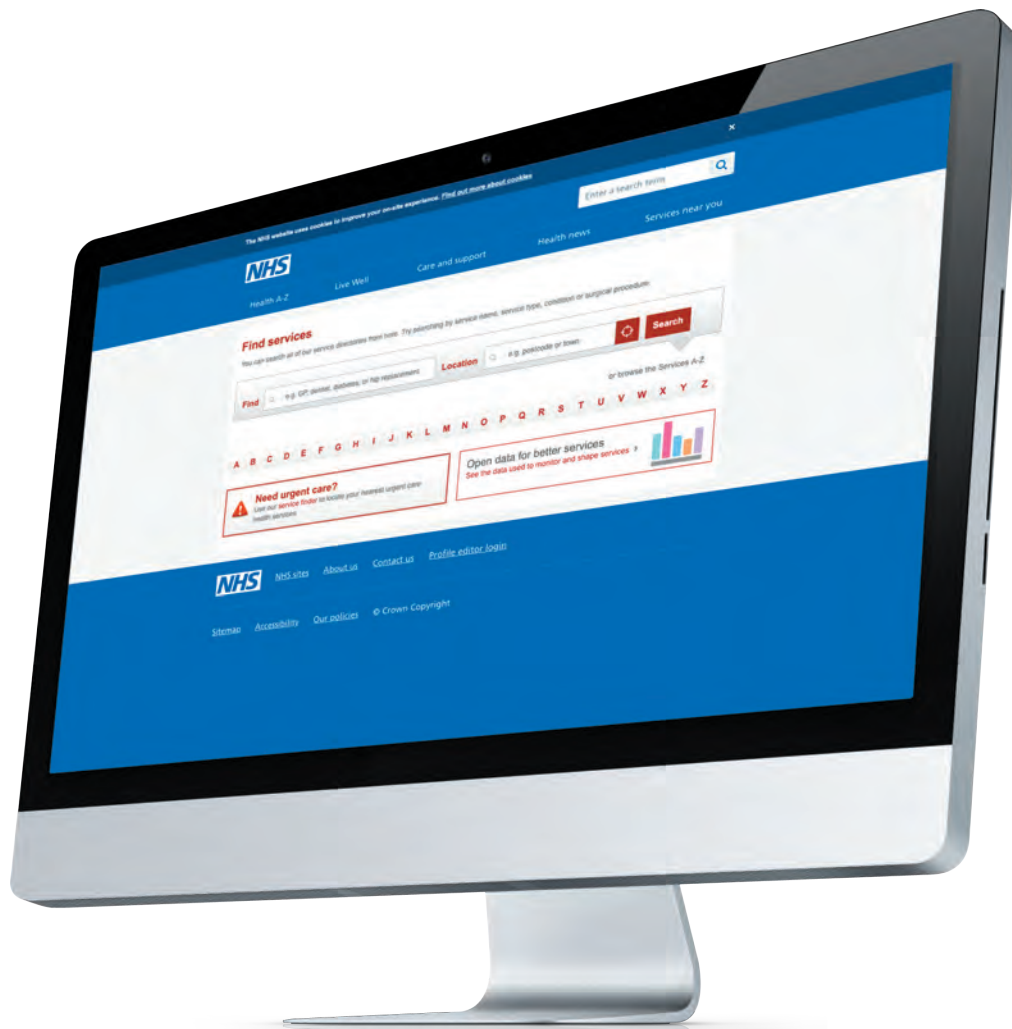 The NHS website uses cookies to improve your on-site experience. Find out more about cookies
×
Enter a search term
NHS
Health A-Z
Live Well
Care and support
Health news
Services near you
Find services
You can search all of our service directories from here. Try searching by service name, service type, condition or surgical procedure.
Find
e.g. GP, dentist, diabetes, or hip replacement
Location
e.g. postcode or town
Search
or browse the Services A-Z
A B C D E F G H I J K L M N O P Q R S T U V W X Y Z
Need urgent care?
Use our service finder to locate your nearest urgent care
health services
Open data for better services ›
See the data used to monitor and shape services
NHS
NHS sites
About us
Contact us
Profile editor login
Sitemap
Accessibility
Our policies
© Crown Copyright